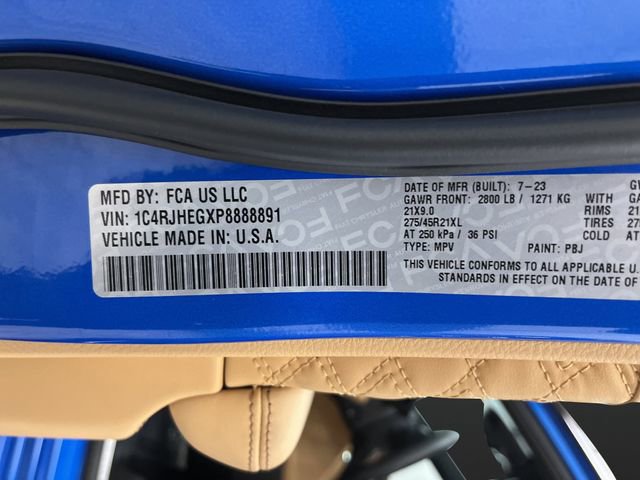 MFD BY: FCA US LLC
VIN: 1C4RJHEGXP8888891
VEHICLE MADE IN: U.S.A.
DATE OF MFR (BUILT): 7-23 GV
GAWR FRONT: 2800 LB / 1271 KG WITH
21X9.0 RIMS
275/45R21XL TIRES
AT 250 kPa / 36 PSI COLD AT
TYPE: MPV PAINT: PBJ
THIS VEHICLE CONFORMS TO ALL APPLICABLE U.
STANDARDS IN EFFECT ON THE DATE OF